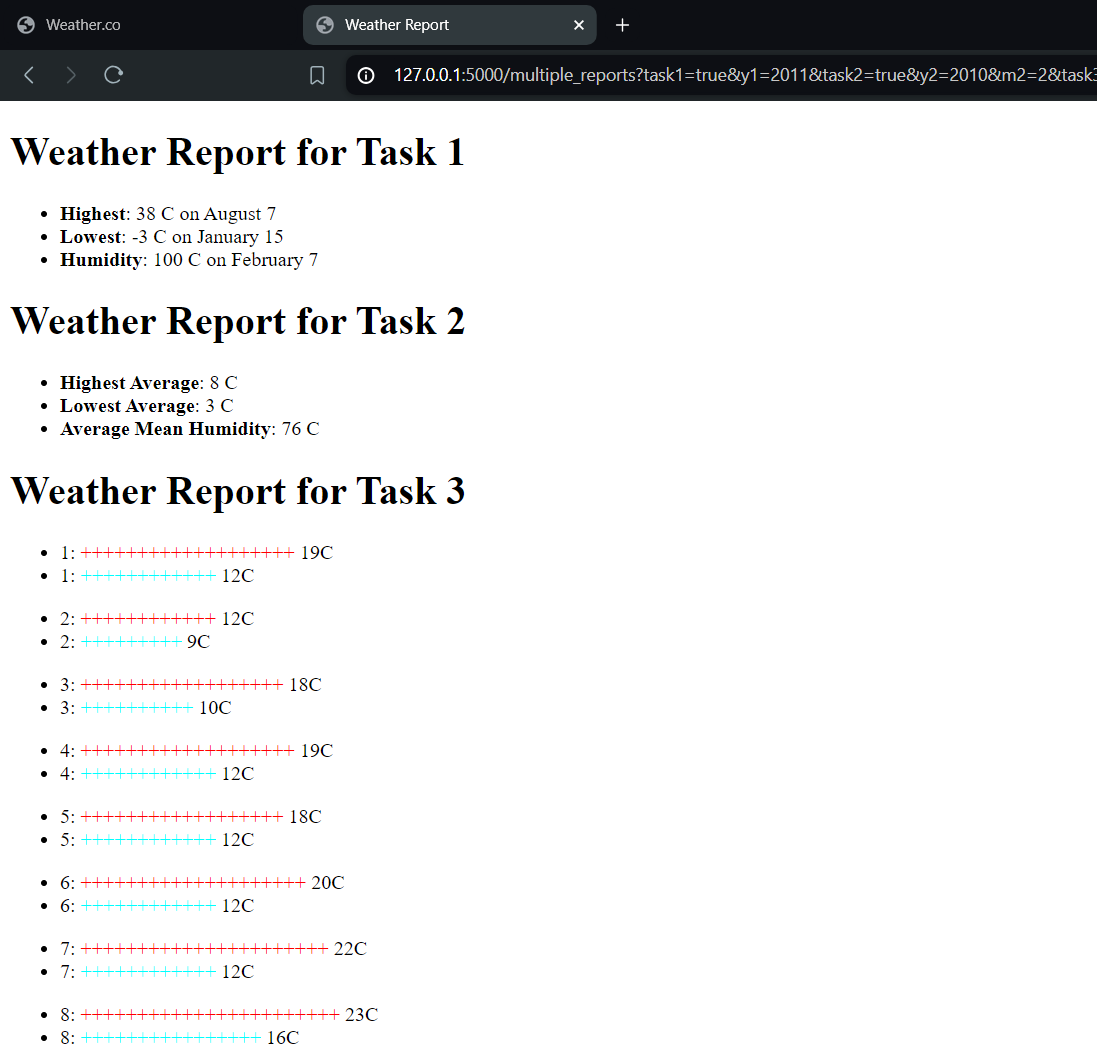 Weather.co
Weather Report
127.0.0.1:5000/multiple_reports?task1=true&y1=2011&task2=true&y2=2010&m2=2&task3
Weather Report for Task 1
Highest: 38 C on August 7
Lowest: -3 C on January 15
Humidity: 100 C on February 7
Weather Report for Task 2
Highest Average: 8 C
Lowest Average: 3 C
Average Mean Humidity: 76 C
Weather Report for Task 3
1: +++++++++++++++++++ 19C
1: ++++++++++++ 12C
2: ++++++++++++ 12C
2: +++++++++ 9C
3: ++++++++++++++++++ 18C
3: ++++++++++ 10C
4: +++++++++++++++++++ 19C
4: ++++++++++++ 12C
5: ++++++++++++++++++ 18C
5: ++++++++++++ 12C
6: ++++++++++++++++++++ 20C
6: ++++++++++++ 12C
7: ++++++++++++++++++++++ 22C
7: ++++++++++++ 12C
8: +++++++++++++++++++++++ 23C
8: ++++++++++++++++ 16C